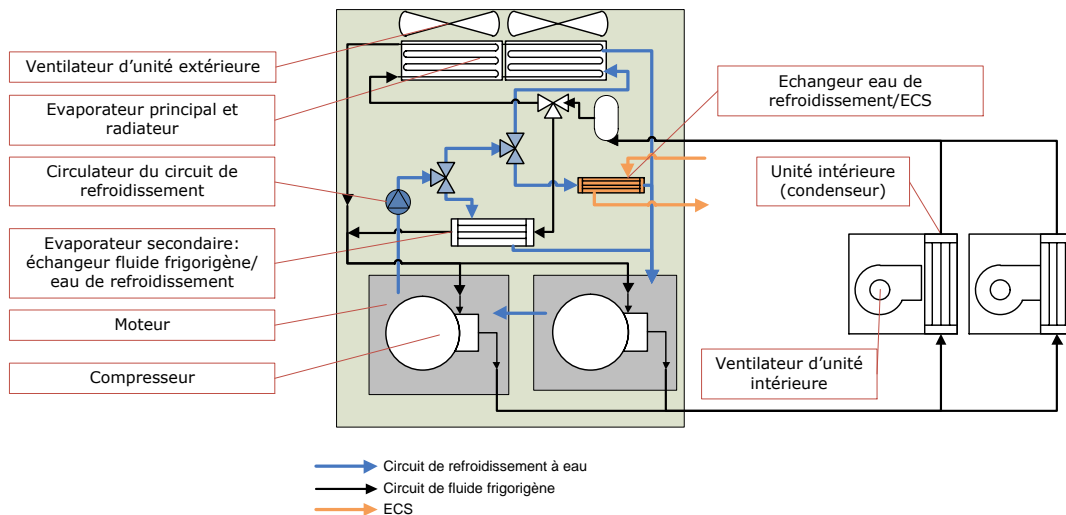 Ventilateur d'unité extérieure
Evaporateur principal et
radiateur
Circulateur du circuit de
refroidissement
Evaporateur secondaire:
échangeur fluide frigorigène/
eau de refroidissement
Moteur
Compresseur
Echangeur eau de
refroidissement/ECS
Unité intérieure
(condenseur)
Ventilateur d'unité
intérieure
Circuit de refroidissement à eau
Circuit de fluide frigorigène
ECS